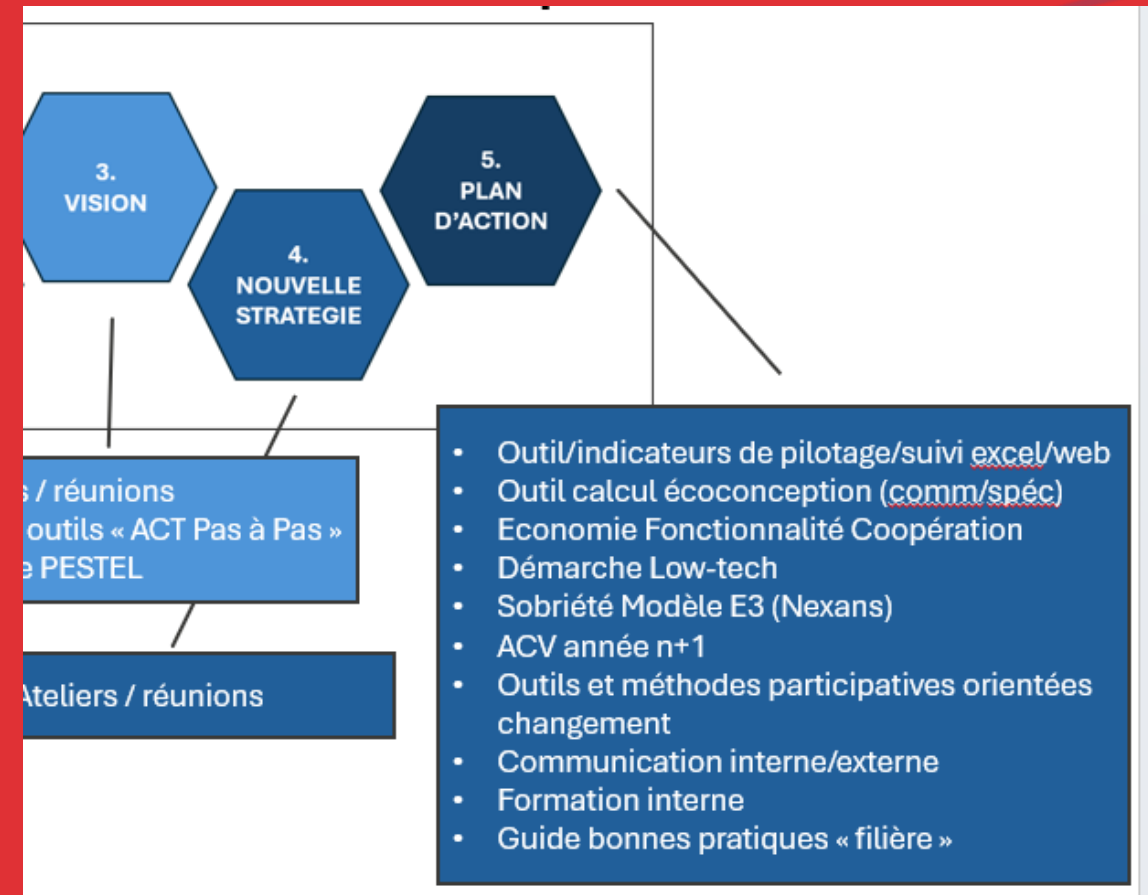 3.
VISION
4.
NOUVELLE
STRATEGIE
5.
PLAN
D'ACTION
/ réunions
outils « ACT Pas à Pas »
PESTEL
Ateliers / réunions
• Outil/indicateurs de pilotage/suivi excel/web
• Outil calcul écoconception (comm/spéc)
• Economie Fonctionnalité Coopération
• Démarche Low-tech
• Sobriété Modèle E3 (Nexans)
• ACV année n+1
• Outils et méthodes participatives orientées
changement
• Communication interne/externe
• Formation interne
• Guide bonnes pratiques « filière »